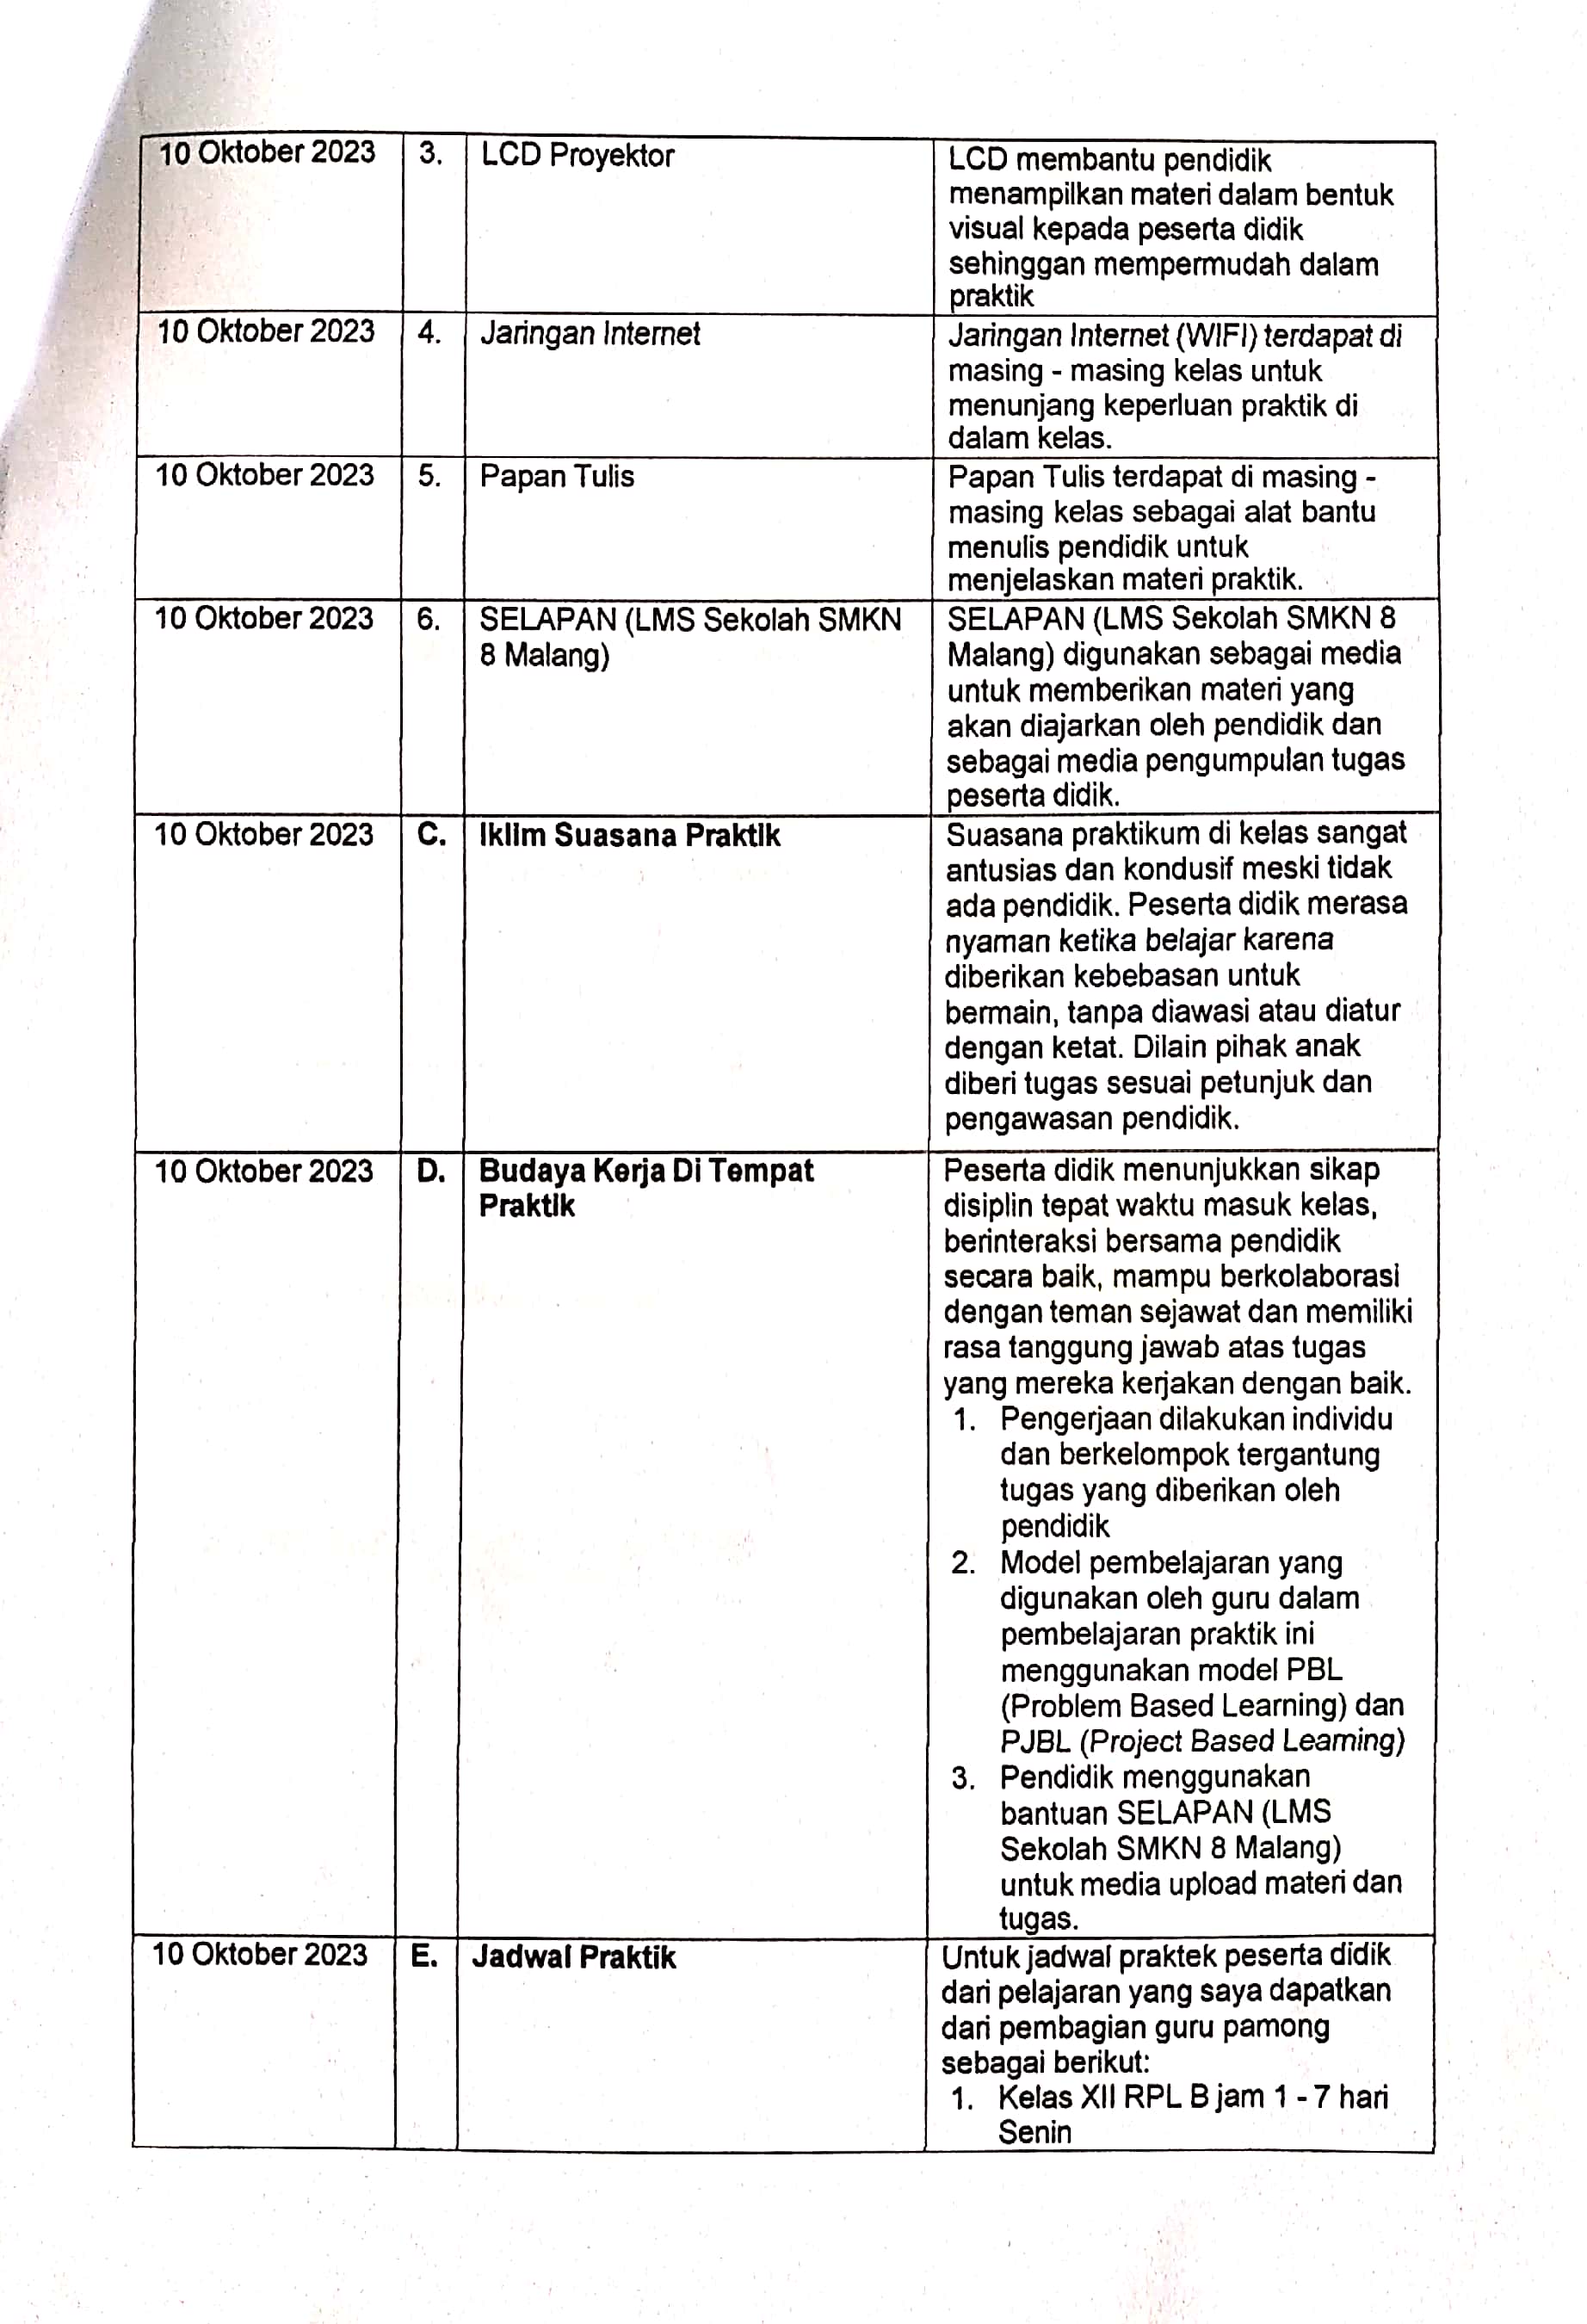 10 Oktober 2023 3. LCD Proyektor LCD membantu pendidik
menampilkan materi dalam bentuk
visual kepada peserta didik
sehinggan mempermudah dalam
praktik
10 Oktober 2023 4. Jaringan Internet Jaringan Internet (WIFI) terdapat di
masing - masing kelas untuk
menunjang keperluan praktik di
dalam kelas.
10 Oktober 2023 5. Papan Tulis Papan Tulis terdapat di masing -
masing kelas sebagai alat bantu
menulis pendidik untuk
menjelaskan materi praktik.
10 Oktober 2023 6. SELAPAN (LMS Sekolah SMKN SELAPAN (LMS Sekolah SMKN 8
8 Malang) Malang) digunakan sebagai media
untuk memberikan materi yang
akan diajarkan oleh pendidik dan
sebagai media pengumpulan tugas
peserta didik.
10 Oktober 2023 C. Iklim Suasana Praktik Suasana praktikum di kelas sangat
antusias dan kondusif meski tidak
ada pendidik. Peserta didik merasa
nyaman ketika belajar karena
diberikan kebebasan untuk
bermain, tanpa diawasi atau diatur
dengan ketat. Dilain pihak anak
diberi tugas sesuai petunjuk dan
pengawasan pendidik.
10 Oktober 2023 D. Budaya Kerja Di Tempat Peserta didik menunjukkan sikap
Praktik disiplin tepat waktu masuk kelas,
berinteraksi bersama pendidik
secara baik, mampu berkolaborasi
dengan teman sejawat dan memiliki
rasa tanggung jawab atas tugas
yang mereka kerjakan dengan baik.
1. Pengerjaan dilakukan individu
dan berkelompok tergantung
tugas yang diberikan oleh
pendidik
2. Model pembelajaran yang
digunakan oleh guru dalam
pembelajaran praktik ini
menggunakan model PBL
(Problem Based Learning) dan
PJBL (Project Based Learning)
3. Pendidik menggunakan
bantuan SELAPAN (LMS
Sekolah SMKN 8 Malang)
untuk media upload materi dan
tugas.
10 Oktober 2023 E. Jadwal Praktik Untuk jadwal praktek peserta didik
dari pelajaran yang saya dapatkan
dari pembagian guru pamong
sebagai berikut:
1. Kelas XII RPL B jam 1 - 7 hari
Senin